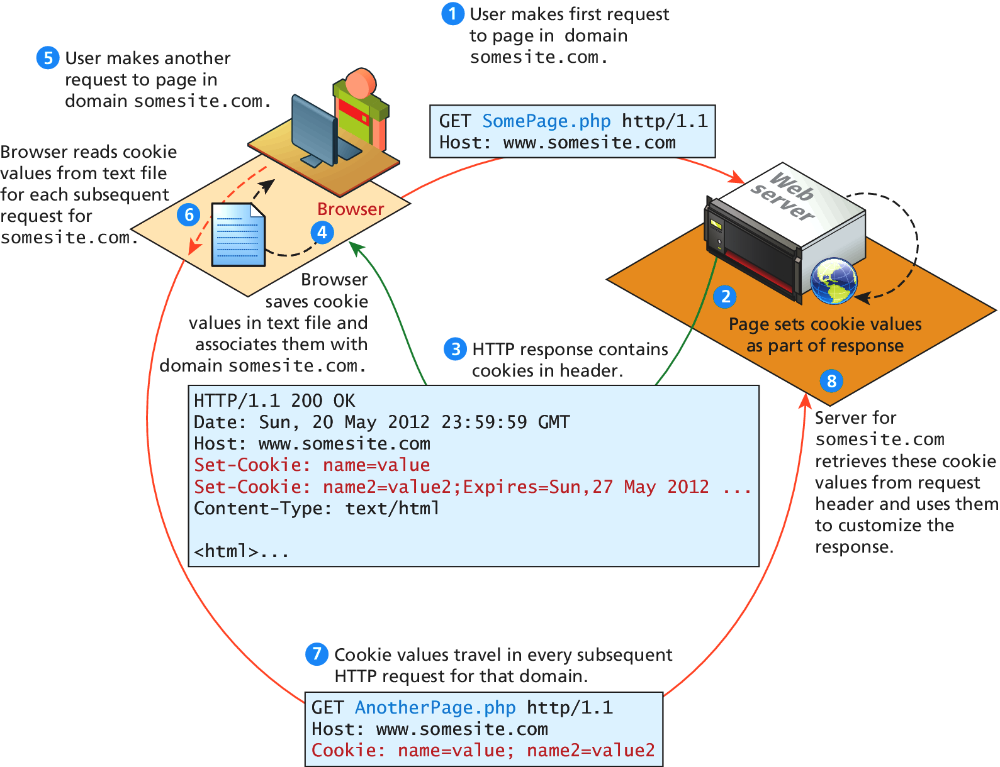 1 User makes first request
to page in domain
somesite.com.
5 User makes another
request to page in
domain somesite.com.
GET SomePage.php http/1.1
Host: www.somesite.com
Browser reads cookie
values from text file
for each subsequent
request for
somesite.com.
6
Browser
4
Web
server
Browser
saves cookie
values in text file and
associates them with
domain somesite.com.
2
Page sets cookie values
as part of response
3 HTTP response contains
cookies in header.
HTTP/1.1 200 OK
Date: Sun, 20 May 2012 23:59:59 GMT
Host: www.somesite.com
Set-Cookie: name=value
Set-Cookie: name2=value2;Expires=Sun,27 May 2012 ...
Content-Type: text/html
<html>...
8
Server for
somesite.com
retrieves these cookie
values from request
header and uses them
to customize the
response.
7 Cookie values travel in every subsequent
HTTP request for that domain.
GET AnotherPage.php http/1.1
Host: www.somesite.com
Cookie: name=value; name2=value2